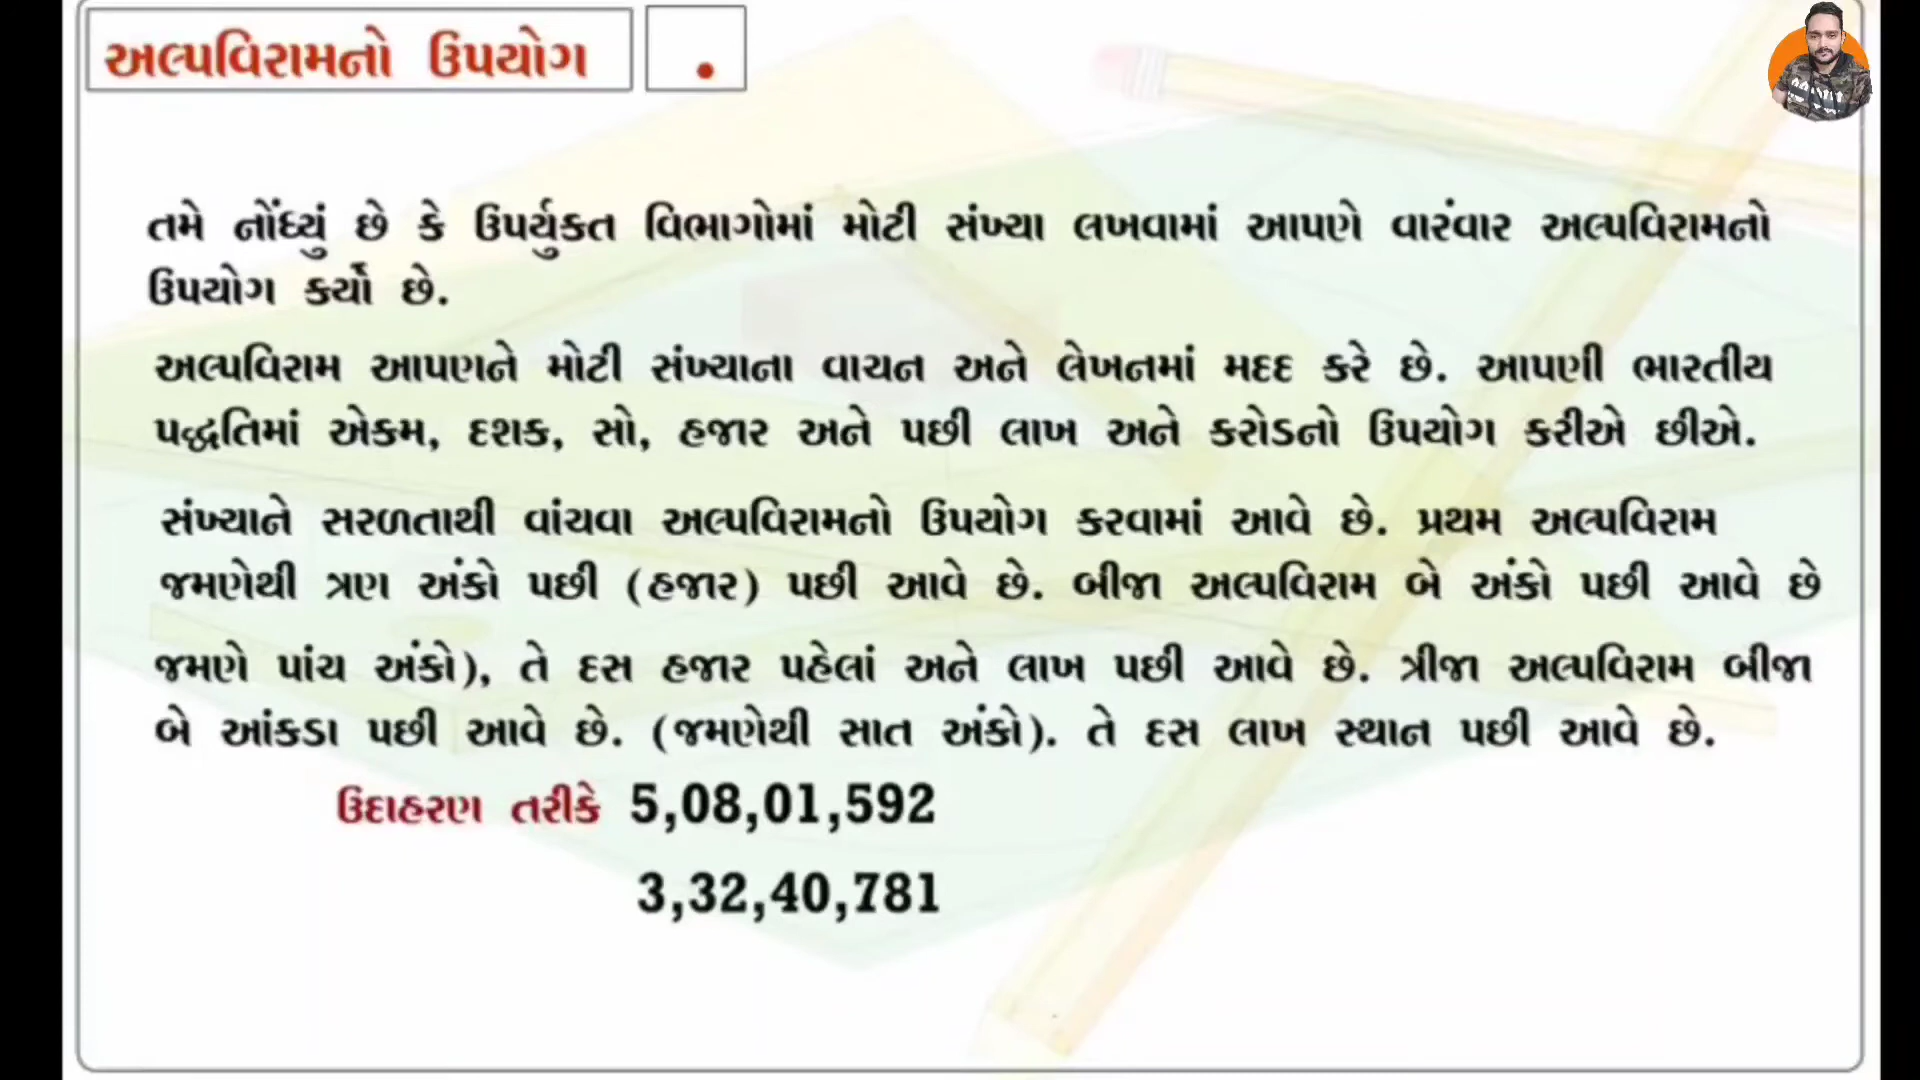 અલ્પવિરામનો ઉપયોગ .
તમે નોંધ્યું છે કે ઉપર્યુકત વિભાગોમાં મોટી સંખ્યા લખવામાં આપણે વારંવાર અલ્પવિરામનો
ઉપયોગ કર્યો છે.
અલ્પવિરામ આપણને મોટી સંખ્યાના વાચન અને લેખનમાં મદદ કરે છે. આપણી ભારતીય
પદ્ધતિમાં એકમ, દશક, સો, હજાર અને પછી લાખ અને કરોડનો ઉપયોગ કરીએ છીએ.
સંખ્યાને સરળતાથી વાંચવા અલ્પવિરામનો ઉપયોગ કરવામાં આવે છે. પ્રથમ અલ્પવિરામ
જમણેથી ત્રણ અંકો પછી (હજાર) પછી આવે છે. બીજા અલ્પવિરામ બે અંકો પછી આવે છે
જમણે પાંચ અંકો), તે દસ હજાર પહેલાં અને લાખ પછી આવે છે. ત્રીજા અલ્પવિરામ બીજા
બે આંકડા પછી આવે છે. (જમણેથી સાત અંકો). તે દસ લાખ સ્થાન પછી આવે છે.
ઉદાહરણ તરીકે 5,08,01,592
3,32,40,781